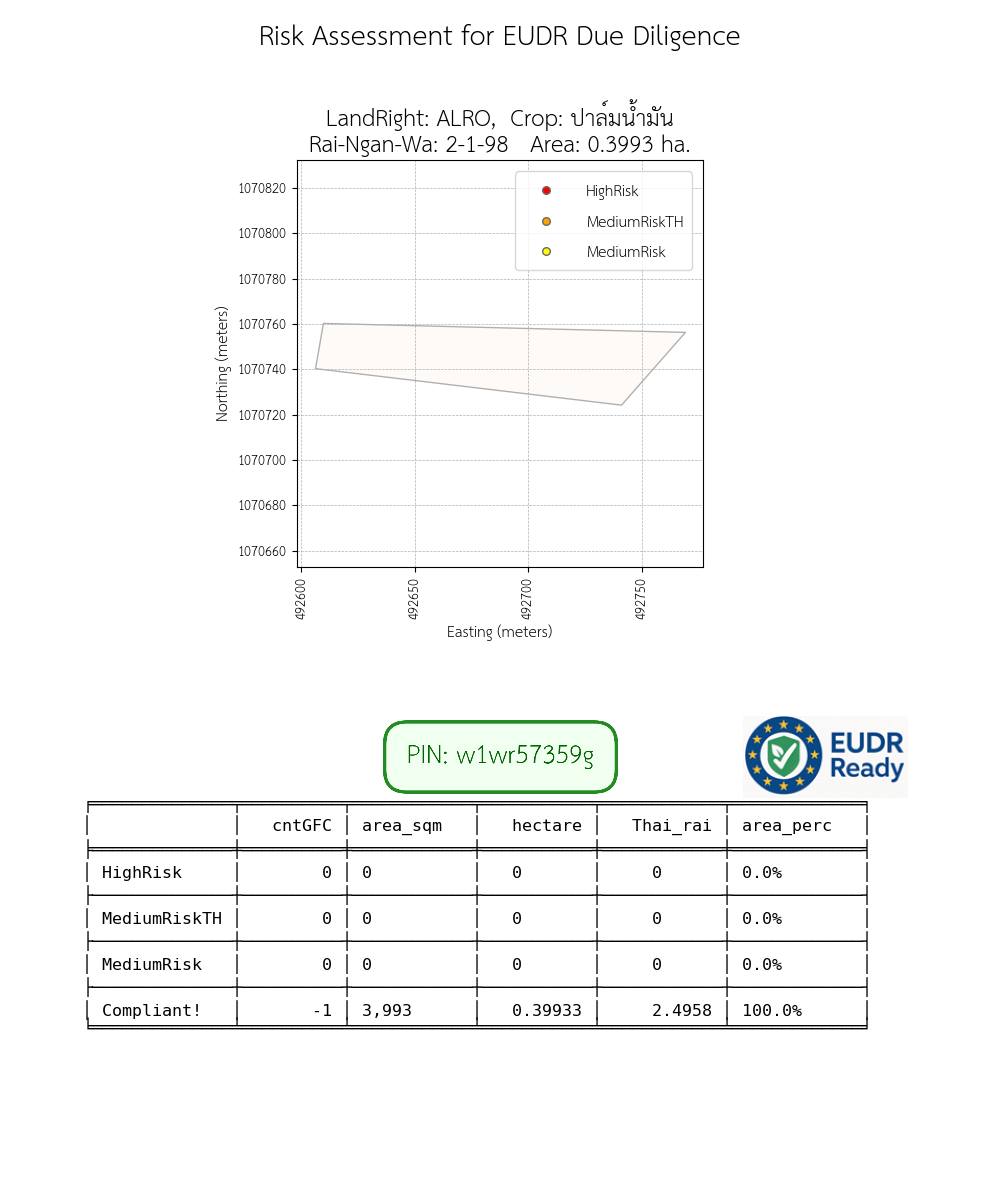 Risk Assessment for EUDR Due Diligence
LandRight: ALRO,  Crop: ปาล์มน้ำมัน
Rai-Ngan-Wa: 2-1-98   Area: 0.3993 ha.
HighRisk
MediumRiskTH
MediumRisk
1070820
1070800
1070780
1070760
1070740
1070720
1070700
1070680
1070660
Northing (meters)
492600
492650
492700
492750
Easting (meters)
PIN: w1wr57359g
EUDR
Ready
cntGFC area_sqm hectare Thai_rai area_perc
HighRisk 0 0 0 0 0.0%
MediumRiskTH 0 0 0 0 0.0%
MediumRisk 0 0 0 0 0.0%
Compliant! -1 3,993 0.39933 2.4958 100.0%